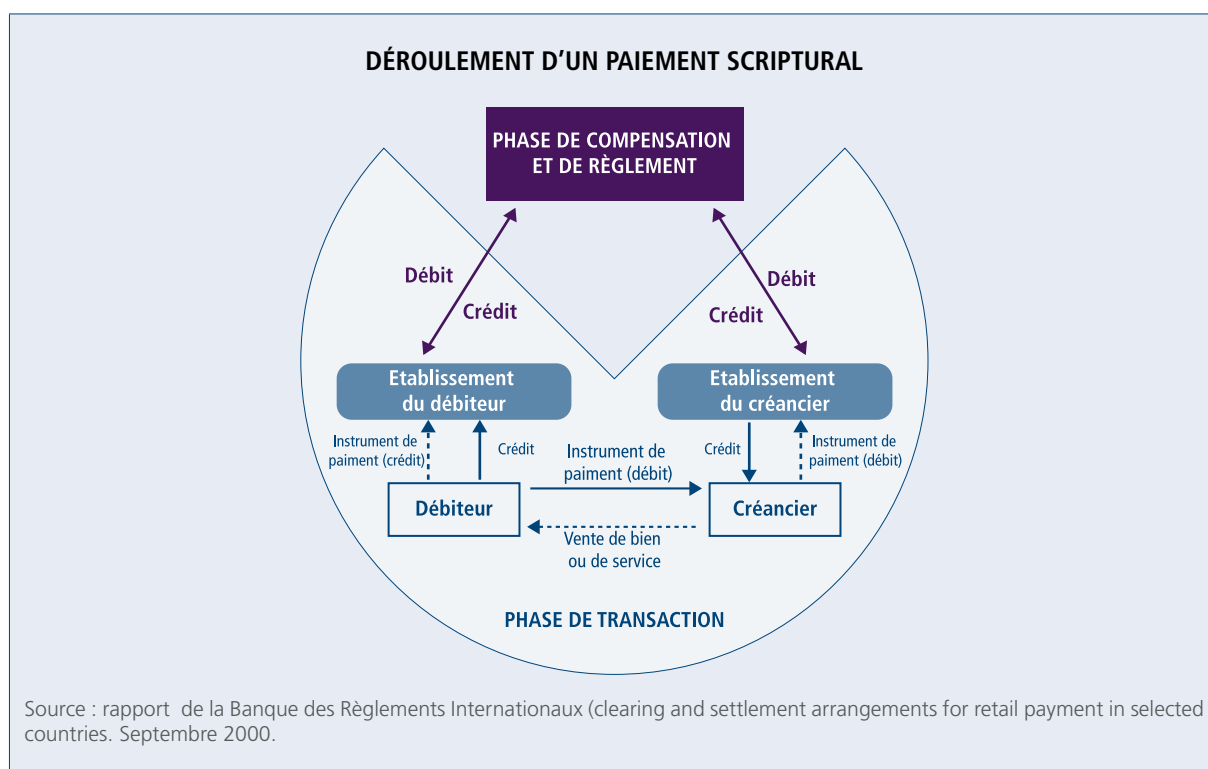 DÉROULEMENT D'UN PAIEMENT SCRIPTURAL
PHASE DE COMPENSATION
ET DE RÈGLEMENT
Débit
Crédit
Débit
Crédit
Etablissement
du débiteur
Etablissement
du créancier
Instrument de
paiment (crédit)
Crédit
Instrument de
paiment (débit)
Crédit
Instrument de
paiment (débit)
Débiteur
Créancier
Vente de bien
ou de service
PHASE DE TRANSACTION
Source : rapport de la Banque des Règlements Internationaux (clearing and settlement arrangements for retail payment in selected
countries. Septembre 2000.